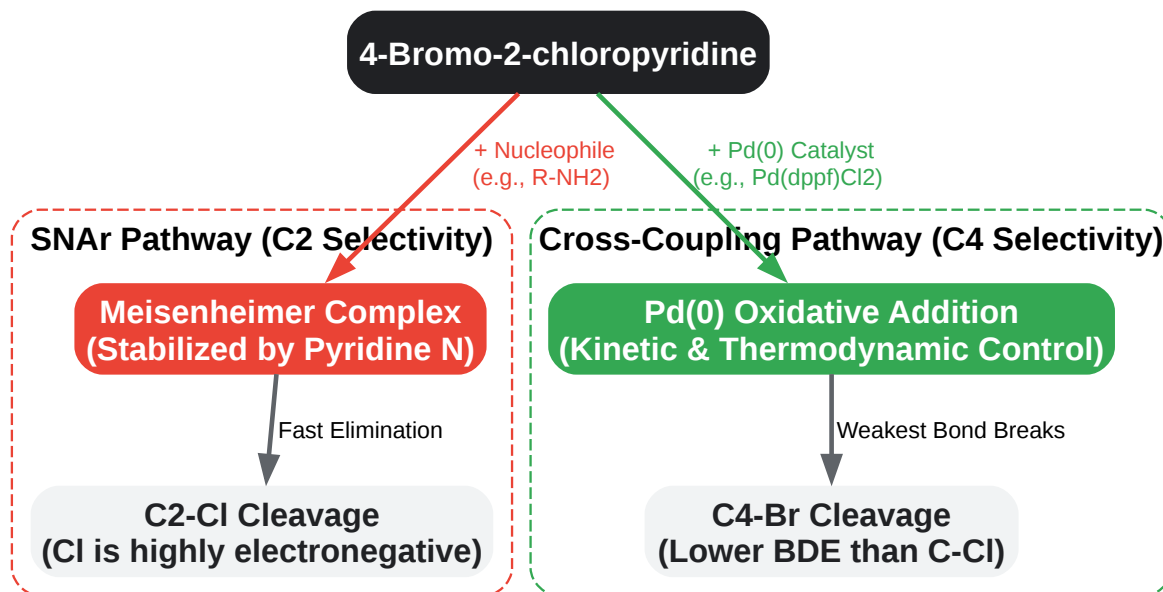 4-Bromo-2-chloropyridine
+ Nucleophile
(e.g., R-NH2)
+ Pd(0) Catalyst
(e.g., Pd(dppf)Cl2)
SNAr Pathway (C2 Selectivity)
Cross-Coupling Pathway (C4 Selectivity)
Meisenheimer Complex
(Stabilized by Pyridine N)
Pd(0) Oxidative Addition
(Kinetic & Thermodynamic Control)
Fast Elimination
Weakest Bond Breaks
C2-Cl Cleavage
(Cl is highly electronegative)
C4-Br Cleavage
(Lower BDE than C-Cl)